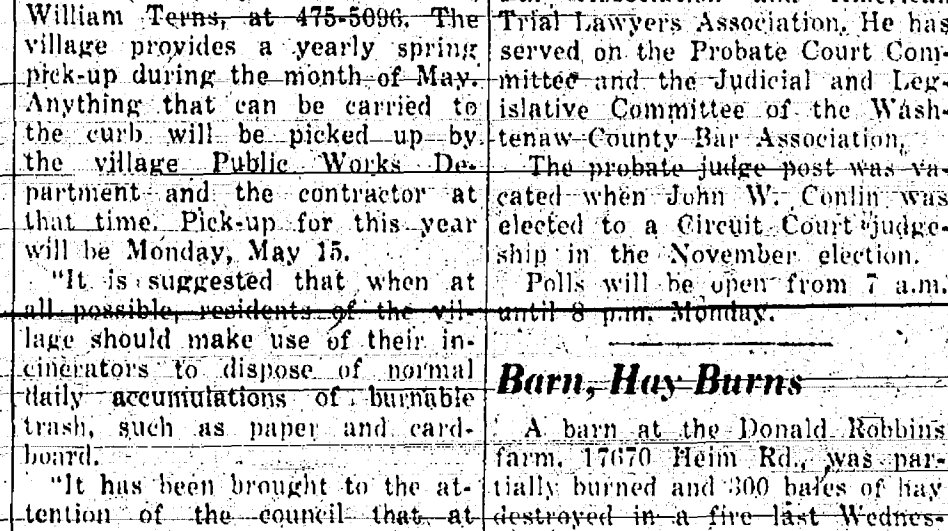 William Terns, at 475-5096. The
village provides a yearly spring
pick-up during the month of May.
Anything that can be carried to
the curb will be picked up by
the village Public Works De-
partment and the contractor at
that time. Pick-up for this year
will be Monday, May 15.
"It is suggested that when at
all possible, residents of the vil-
lage should make use of their in-
cinerators to dispose of normal
daily accumulations of burnable
trash, such as paper and card-
board.
"It has been brought to the at-
tention of the council that at
Trial Lawyers Association. He has
served on the Probate Court Com-
mittee and the Judicial and Leg-
islative Committee of the Wash-
tenaw County Bar Association.
The probate judge post was va-
cated when John W. Conlin was
elected to a Circuit Court judge-
ship in the November election.
Polls will be open from 7 a.m.
until 8 p.m. Monday.
Barn, Hay Burns
A barn at the Donald Robbins
farm, 17670 Heim Rd., was par-
tially burned and 300 bales of hay
destroyed in a fire last Wednes-